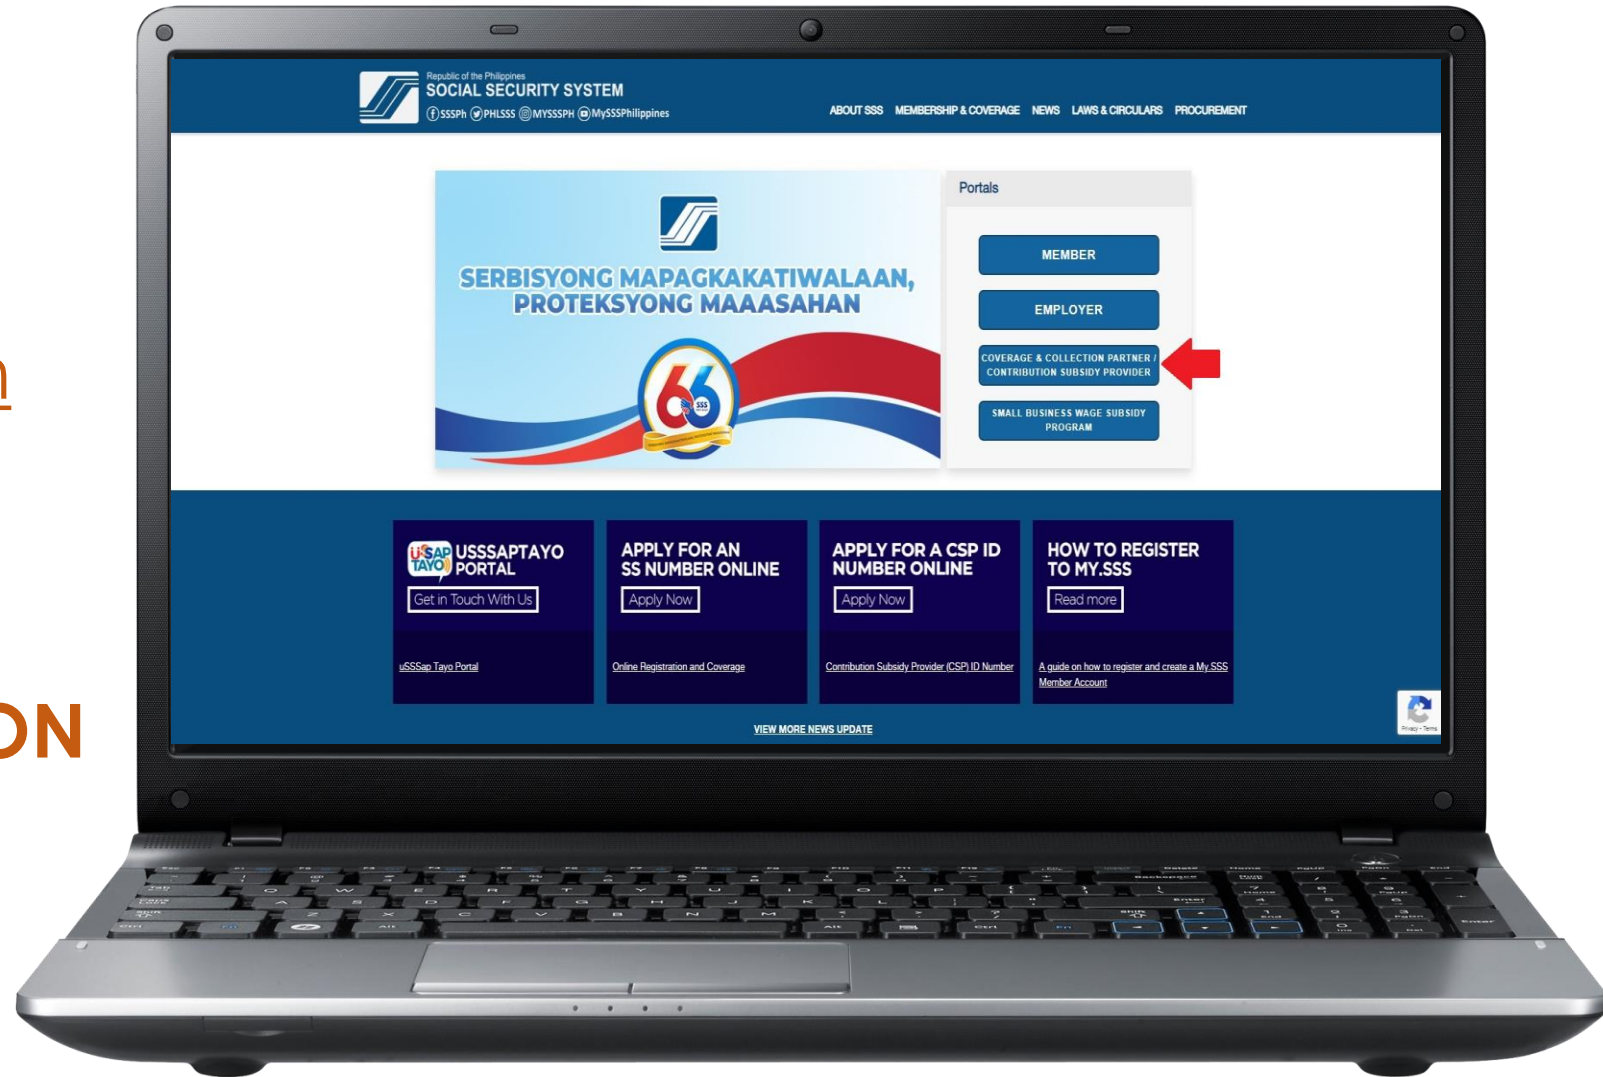 Republic of the Philippines
SOCIAL SECURITY SYSTEM
SSSPh PHLSSS MYSSSPH MySSSPhilippines
ABOUT SSS MEMBERSHIP & COVERAGE NEWS LAWS & CIRCULARS PROCUREMENT
SERBISYONG MAPAGKAKATIWALAAN,
PROTEKSYONG MAAASAHAN
66
SSS
Portals
MEMBER
EMPLOYER
COVERAGE & COLLECTION PARTNER /
CONTRIBUTION SUBSIDY PROVIDER
SMALL BUSINESS WAGE SUBSIDY
PROGRAM
n
ON
USSAP
TAYO
USSSAPTAYO
PORTAL
Get in Touch With Us
uSSSap Tayo Portal
APPLY FOR AN
SS NUMBER ONLINE
Apply Now
Online Registration and Coverage
APPLY FOR A CSP ID
NUMBER ONLINE
Apply Now
Contribution Subsidy Provider (CSP) ID Number
HOW TO REGISTER
TO MY.SSS
Read more
A guide on how to register and create a My.SSS
Member Account
VIEW MORE NEWS UPDATE
Privacy - Terms